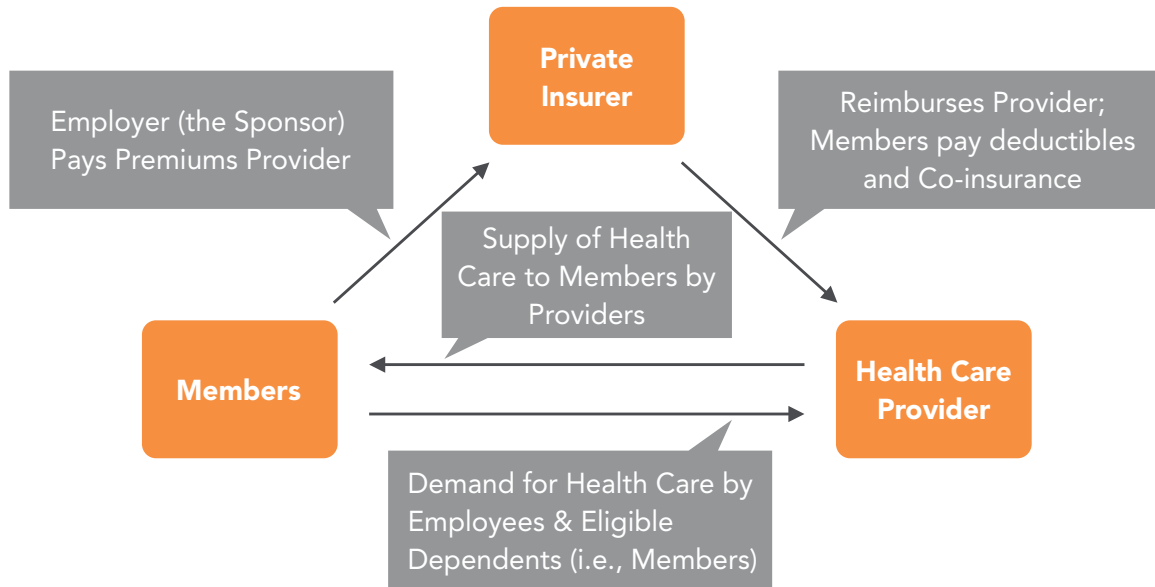 Private
Insurer
Employer (the Sponsor)
Pays Premiums Provider
Reimburses Provider;
Members pay deductibles
and Co-insurance
Supply of Health
Care to Members by
Providers
Members
Health Care
Provider
Demand for Health Care by
Employees & Eligible
Dependents (i.e., Members)